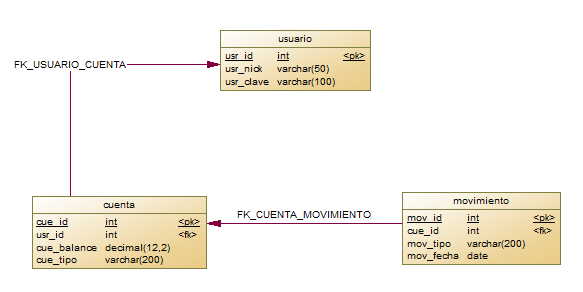 usuario
usr_id int <pk>
usr_nick varchar(50)
usr_clave varchar(100)
FK_USUARIO_CUENTA
cuenta
cue_id int <pk>
usr_id int <fk>
cue_balance decimal(12,2)
cue_tipo varchar(200)
FK_CUENTA_MOVIMIENTO
movimiento
mov_id int <pk>
cue_id int <fk>
mov_tipo varchar(200)
mov_fecha date